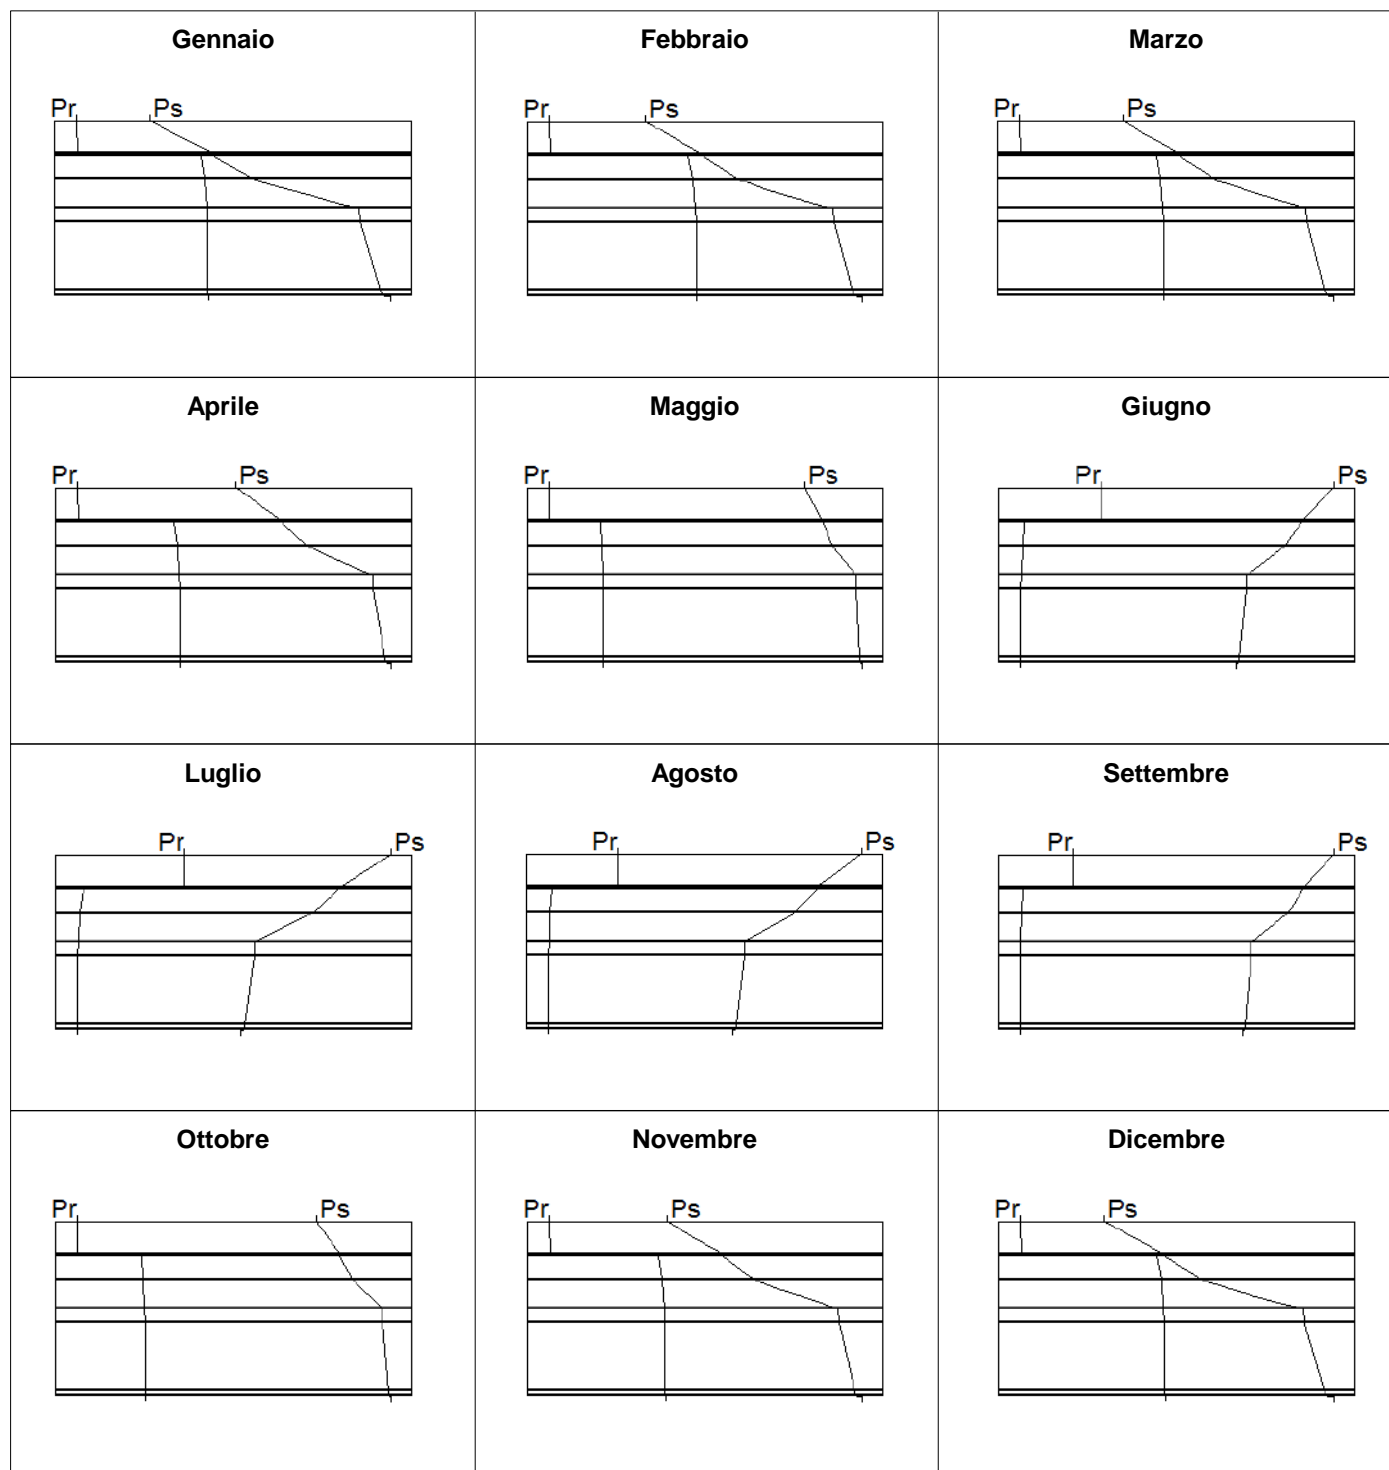 Gennaio Febbraio Marzo
Pr Ps Pr Ps Pr Ps
Aprile Maggio Giugno
Pr Ps Pr Ps Pr Ps
Luglio Agosto Settembre
Pr Ps Pr Ps Pr Ps
Ottobre Novembre Dicembre
Pr Ps Pr Ps Pr Ps